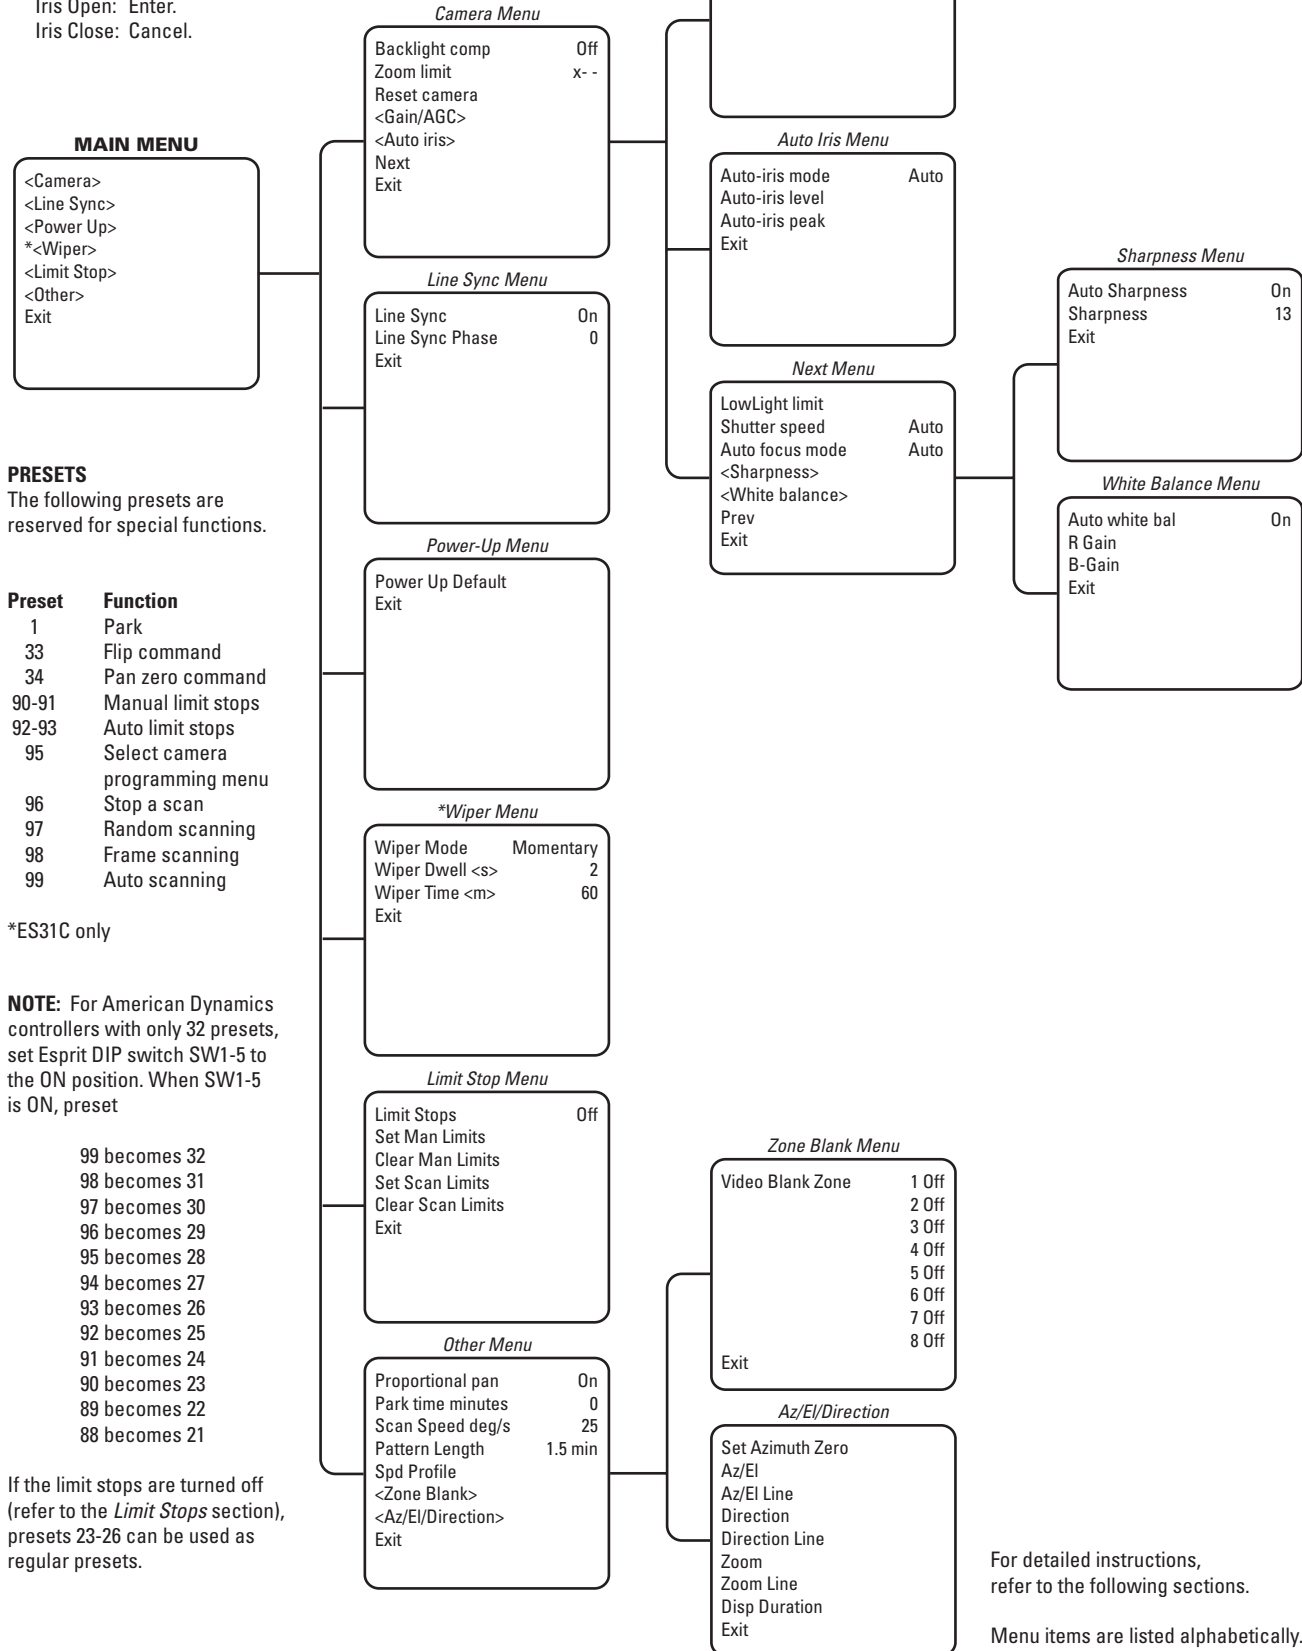 Iris Open: Enter.
Iris Close: Cancel.
MAIN MENU
<Camera>
<Line Sync>
<Power Up>
*<Wiper>
<Limit Stop>
<Other>
Exit
PRESETS
The following presets are
reserved for special functions.
Preset Function
1 Park
33 Flip command
34 Pan zero command
90-91 Manual limit stops
92-93 Auto limit stops
95 Select camera
programming menu
96 Stop a scan
97 Random scanning
98 Frame scanning
99 Auto scanning
*ES31C only
NOTE: For American Dynamics
controllers with only 32 presets,
set Esprit DIP switch SW1-5 to
the ON position. When SW1-5
is ON, preset
99 becomes 32
98 becomes 31
97 becomes 30
96 becomes 29
95 becomes 28
94 becomes 27
93 becomes 26
92 becomes 25
91 becomes 24
90 becomes 23
89 becomes 22
88 becomes 21
If the limit stops are turned off
(refer to the Limit Stops section),
presets 23-26 can be used as
regular presets.
Camera Menu
Backlight comp Off
Zoom limit x- -
Reset camera
<Gain/AGC>
<Auto iris>
Next
Exit
Line Sync Menu
Line Sync On
Line Sync Phase 0
Exit
Power-Up Menu
Power Up Default
Exit
*Wiper Menu
Wiper Mode Momentary
Wiper Dwell <s> 2
Wiper Time <m> 60
Exit
Limit Stop Menu
Limit Stops Off
Set Man Limits
Clear Man Limits
Set Scan Limits
Clear Scan Limits
Exit
Other Menu
Proportional pan On
Park time minutes 0
Scan Speed deg/s 25
Pattern Length 1.5 min
Spd Profile
<Zone Blank>
<Az/El/Direction>
Exit
Auto Iris Menu
Auto-iris mode Auto
Auto-iris level
Auto-iris peak
Exit
Next Menu
LowLight limit
Shutter speed Auto
Auto focus mode Auto
<Sharpness>
<White balance>
Prev
Exit
Zone Blank Menu
Video Blank Zone 1 Off
2 Off
3 Off
4 Off
5 Off
6 Off
7 Off
8 Off
Exit
Az/El/Direction
Set Azimuth Zero
Az/El
Az/El Line
Direction
Direction Line
Zoom
Zoom Line
Disp Duration
Exit
Sharpness Menu
Auto Sharpness On
Sharpness 13
Exit
White Balance Menu
Auto white bal On
R Gain
B-Gain
Exit
For detailed instructions,
refer to the following sections.
Menu items are listed alphabetically.